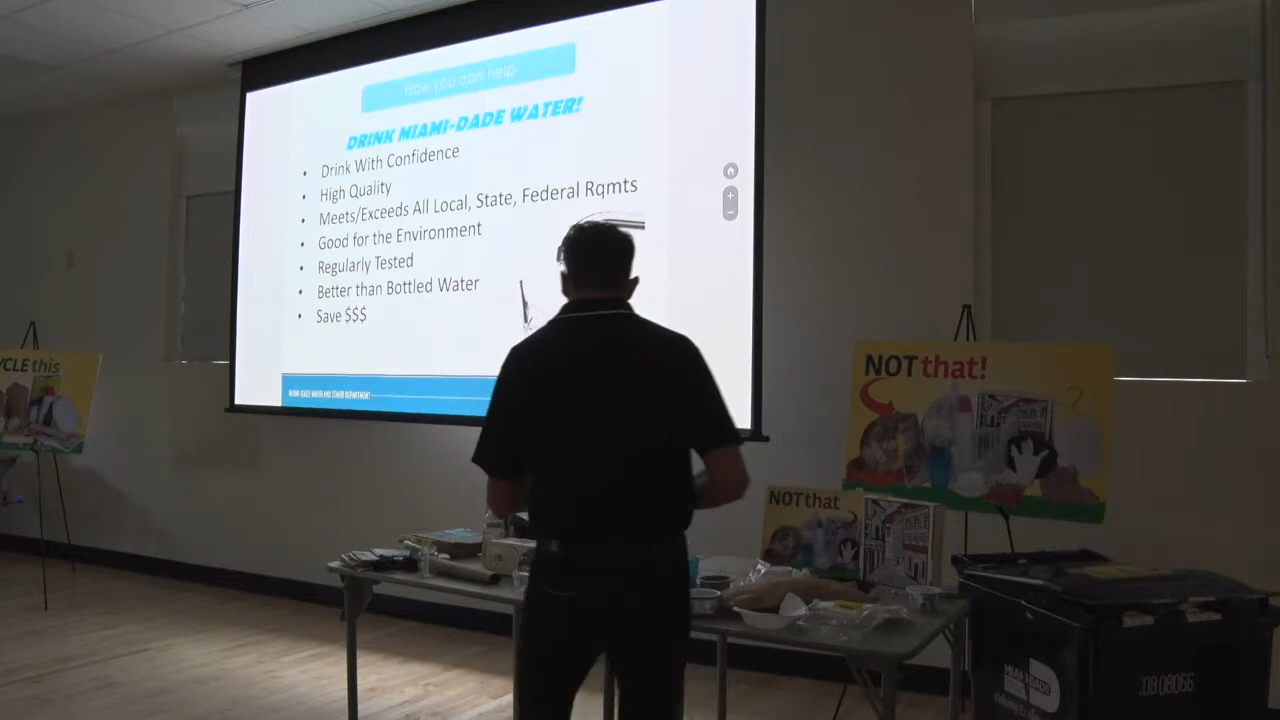 How you can help
DRINK MIAMI-DADE WATER!
• Drink With Confidence
• High Quality
• Meets/Exceeds All Local, State, Federal Rqmts
• Good for the Environment
• Regularly Tested
• Better than Bottled Water
• Save $$$
MIAMI-DADE WATER AND SEWER DEPARTMENT
CYCLE this
NOT that!
NOT that
MIAMI-DADE
08066